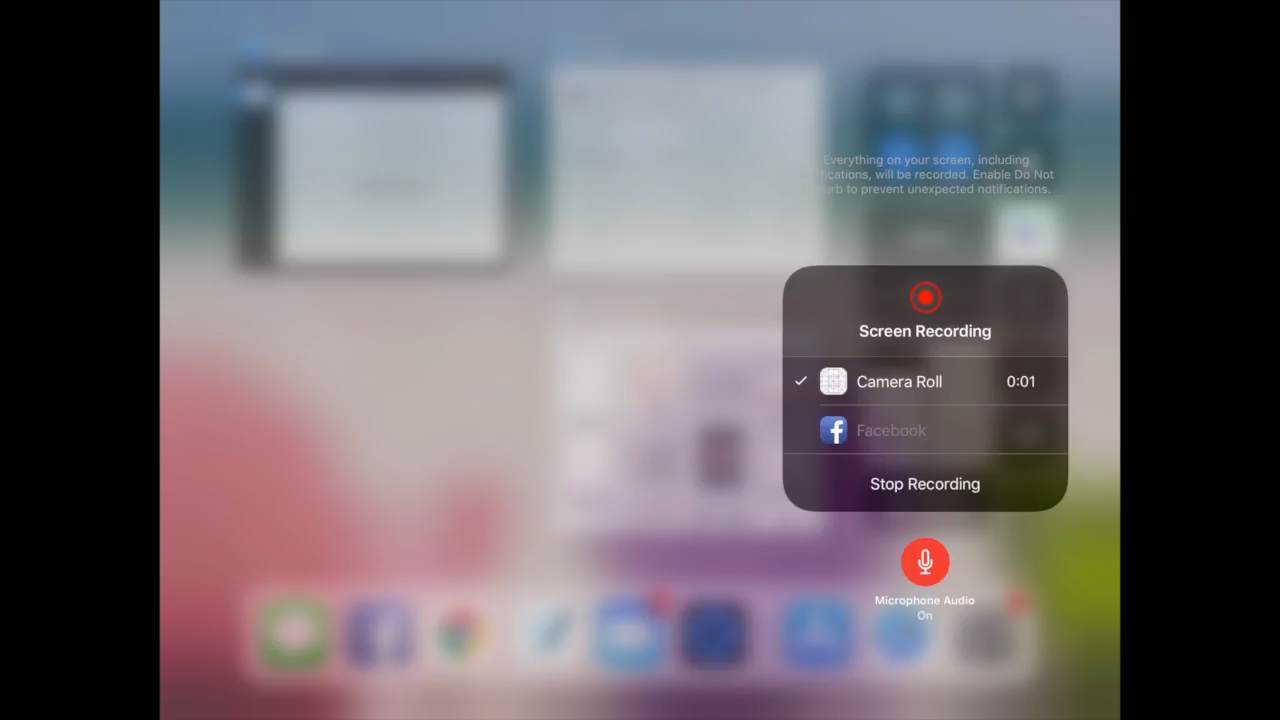 Everything on your screen, including
ications, will be recorded. Enable Do Not
urb to prevent unexpected notifications.
Screen Recording
Camera Roll 0:01
Facebook
Stop Recording
Microphone Audio
On